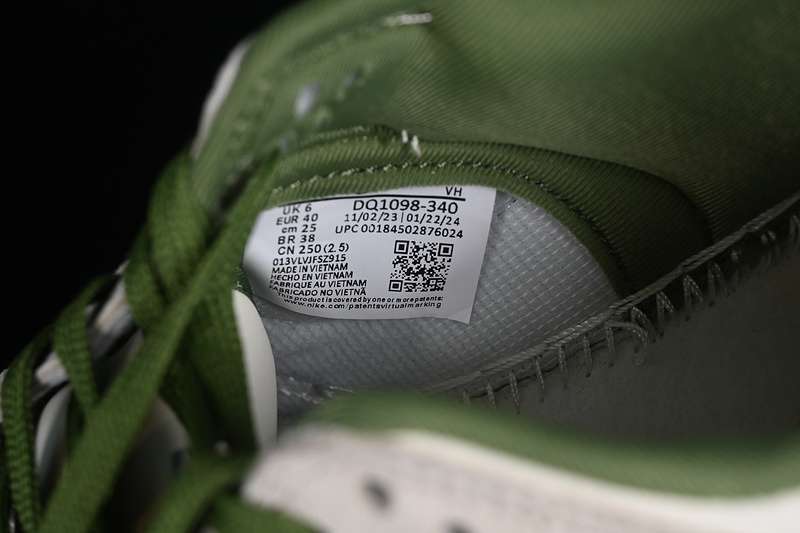 VH
UK 6
EUR 40
cm 25
BR 38
CN 250 (2.5)
DQ1098-340
11/02/23 | 01/22/24
UPC 00184502876024
013VLVJFSZ915
MADE IN VIETNAM
HECHO EN VIETNAM
FABRIQUE AU VIETNAM
FABRICADO NO VIETNÃ
This product is covered by one or more patents:
www.nike.com/patentsvirtualmarking